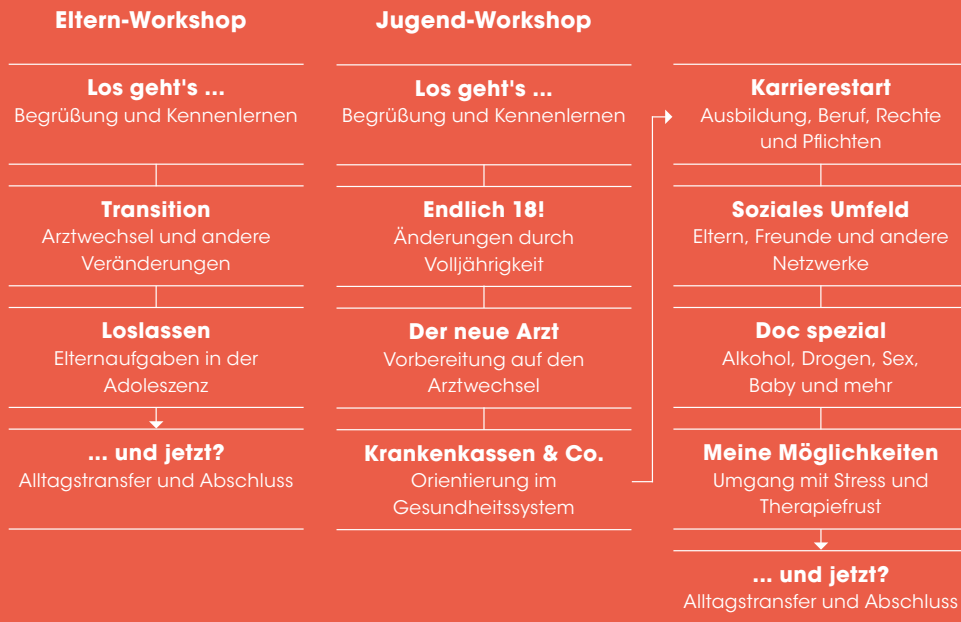 Eltern-Workshop
Los geht's ...
Begrüßung und Kennenlernen
Transition
Arztwechsel und andere
Veränderungen
Loslassen
Elternaufgaben in der
Adoleszenz
... und jetzt?
Alltagstransfer und Abschluss
Jugend-Workshop
Los geht's ...
Begrüßung und Kennenlernen
Endlich 18!
Änderungen durch
Volljährigkeit
Der neue Arzt
Vorbereitung auf den
Arztwechsel
Krankenkassen & Co.
Orientierung im
Gesundheitssystem
Karrierestart
Ausbildung, Beruf, Rechte
und Pflichten
Soziales Umfeld
Eltern, Freunde und andere
Netzwerke
Doc spezial
Alkohol, Drogen, Sex,
Baby und mehr
Meine Möglichkeiten
Umgang mit Stress und
Therapiefrust
... und jetzt?
Alltagstransfer und Abschluss